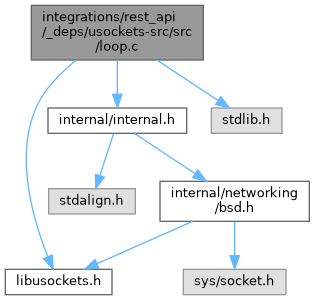 integrations/rest_api
/_deps/usockets-src/src
/loop.c
internal/internal.h
stdlib.h
stdalign.h
internal/networking
/bsd.h
libusockets.h
sys/socket.h